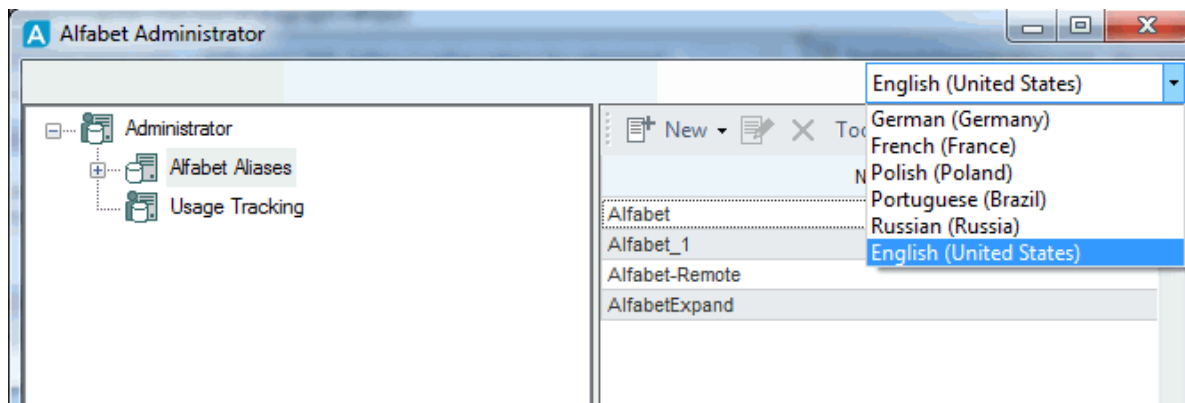 Alfabet Administrator
English (United States)
Administrator
Alfabet Aliases
Usage Tracking
New
German (Germany)
French (France)
Polish (Poland)
Portuguese (Brazil)
Russian (Russia)
English (United States)
Alfabet
Alfabet_1
Alfabet-Remote
AlfabetExpand